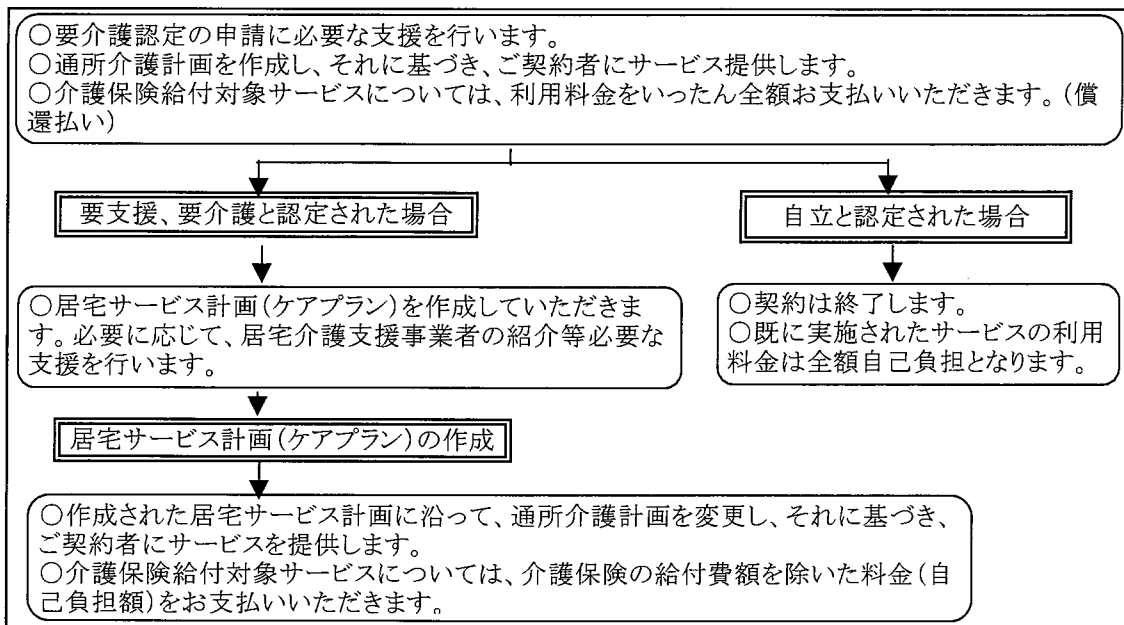 ○要介護認定の申請に必要な支援を行います。
○通所介護計画を作成し、それに基づき、ご契約者にサービス提供します。
○介護保険給付対象サービスについては、利用料金をいったん全額お支払いいただきます。(償
還払い)
要支援、要介護と認定された場合
自立と認定された場合
○居宅サービス計画(ケアプラン)を作成していただきま
す。必要に応じて、居宅介護支援事業者の紹介等必要な
支援を行います。
○契約は終了します。
○既に実施されたサービスの利用
料金は全額自己負担となります。
居宅サービス計画(ケアプラン)の作成
○作成された居宅サービス計画に沿って、通所介護計画を変更し、それに基づき、
ご契約者にサービスを提供します。
○介護保険給付対象サービスについては、介護保険の給付費額を除いた料金(自
己負担額)をお支払いいただきます。